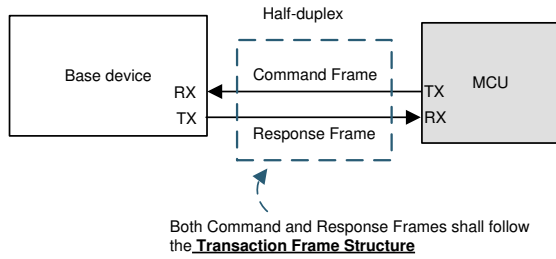 Half-duplex
Base device
MCU
RX
Command Frame
TX
TX
Response Frame
RX
Both Command and Response Frames shall follow
the Transaction Frame Structure